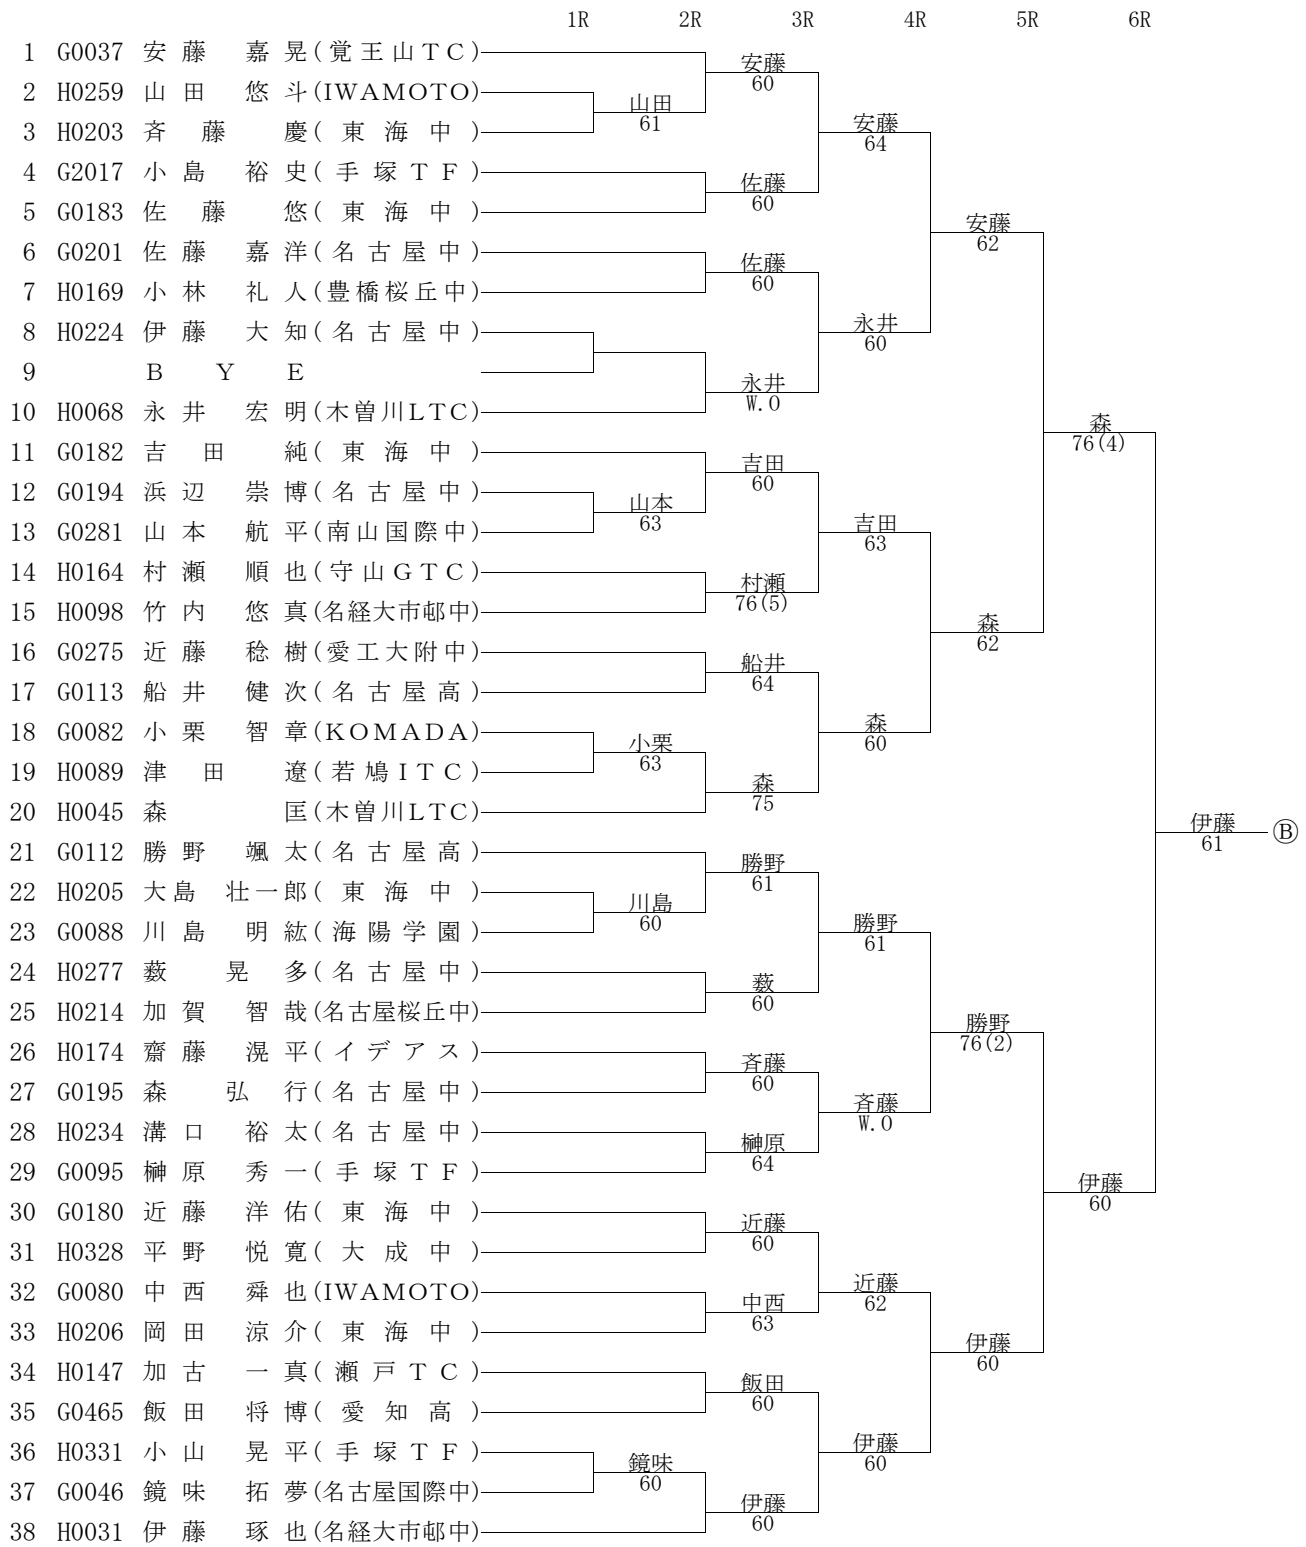 1R 2R 3R 4R 5R 6R
1 G0037 安藤 嘉晃(覚王山TC)
安藤
60
2 H0259 山田 悠斗(IWAMOTO)
山田
61
3 H0203 斉藤 慶(東海中)
安藤
64
4 G2017 小島 裕史(手塚TF)
佐藤
60
5 G0183 佐藤 悠(東海中)
安藤
62
6 G0201 佐藤 嘉洋(名古屋中)
佐藤
60
7 H0169 小林 礼人(豊橋桜丘中)
8 H0224 伊藤 大知(名古屋中)
永井
60
9 BYE
永井
W.O
10 H0068 永井 宏明(木曽川LTC)
森
76(4)
11 G0182 吉田 純(東海中)
吉田
60
12 G0194 浜辺 崇博(名古屋中)
山本
63
13 G0281 山本 航平(南山国際中)
吉田
63
14 H0164 村瀬 順也(守山GTC)
村瀬
76(5)
15 H0098 竹内 悠真(名経大市邨中)
森
62
16 G0275 近藤 稔樹(愛工大附中)
船井
64
17 G0113 船井 健次(名古屋高)
18 G0082 小栗 智章(KOMADA)
森
60
小栗
63
19 H0089 津田 遼(若鳩ITC)
森
75
20 H0045 森 匡(木曽川LTC)
伊藤
61
Ⓑ
21 G0112 勝野 颯太(名古屋高)
勝野
61
22 H0205 大島 壮一郎(東海中)
川島
60
23 G0088 川島 明紘(海陽学園)
勝野
61
24 H0277 薮 晃多(名古屋中)
薮
60
25 H0214 加賀 智哉(名古屋桜丘中)
勝野
76(2)
26 H0174 齋藤 滉平(イデアス)
斉藤
60
27 G0195 森 弘行(名古屋中)
斉藤
W.O
28 H0234 溝口 裕太(名古屋中)
榊原
64
29 G0095 榊原 秀一(手塚TF)
伊藤
60
30 G0180 近藤 洋佑(東海中)
近藤
60
31 H0328 平野 悦寛(大成中)
32 G0080 中西 舜也(IWAMOTO)
近藤
62
中西
63
33 H0206 岡田 涼介(東海中)
伊藤
60
34 H0147 加古 一真(瀬戸TC)
飯田
60
35 G0465 飯田 将博(愛知高)
36 H0331 小山 晃平(手塚TF)
伊藤
60
鏡味
60
37 G0046 鏡味 拓夢(名古屋国際中)
伊藤
60
38 H0031 伊藤 琢也(名経大市邨中)